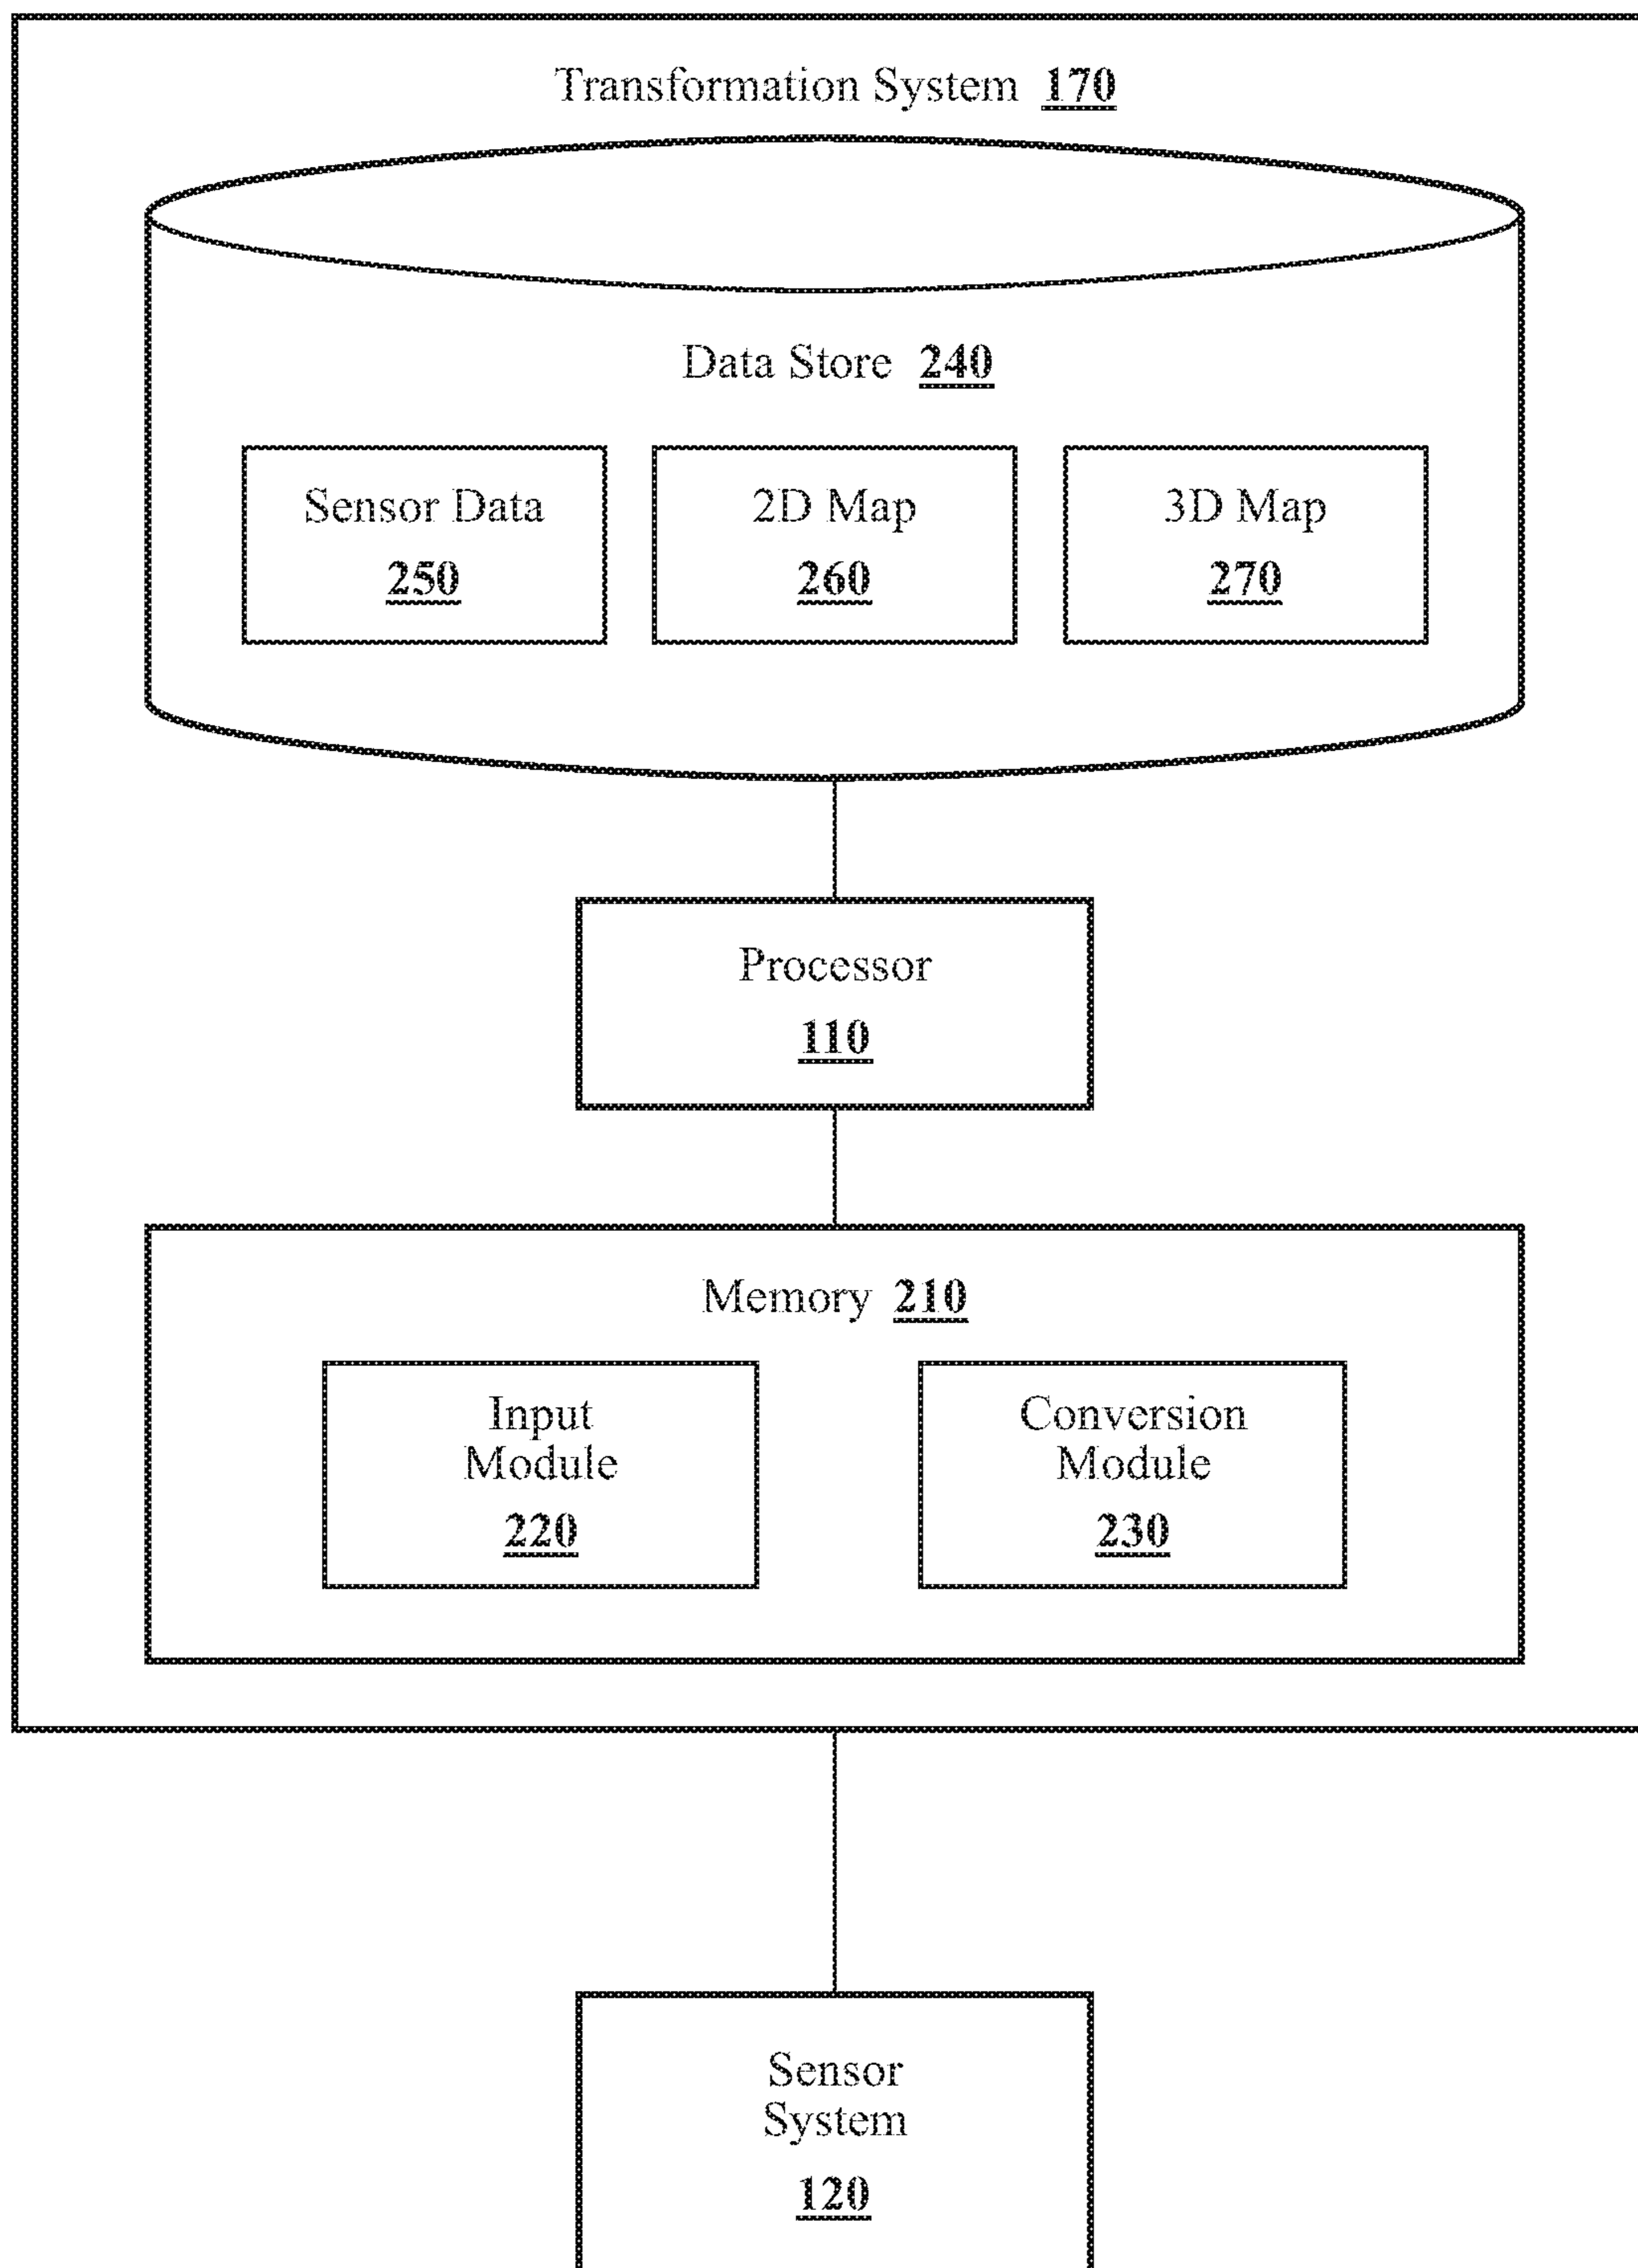 Transformation System 170
Data Store 240
Sensor Data
250
2D Map
260
3D Map
270
Processor
110
Memory 210
Input
Module
220
Conversion
Module
230
Sensor
System
120